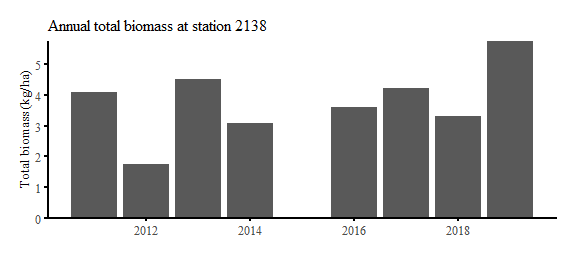 Annual total biomass at station 2138
Total biomass (kg/ha)
5
4
3
2
1
0
2012 2014 2016 2018